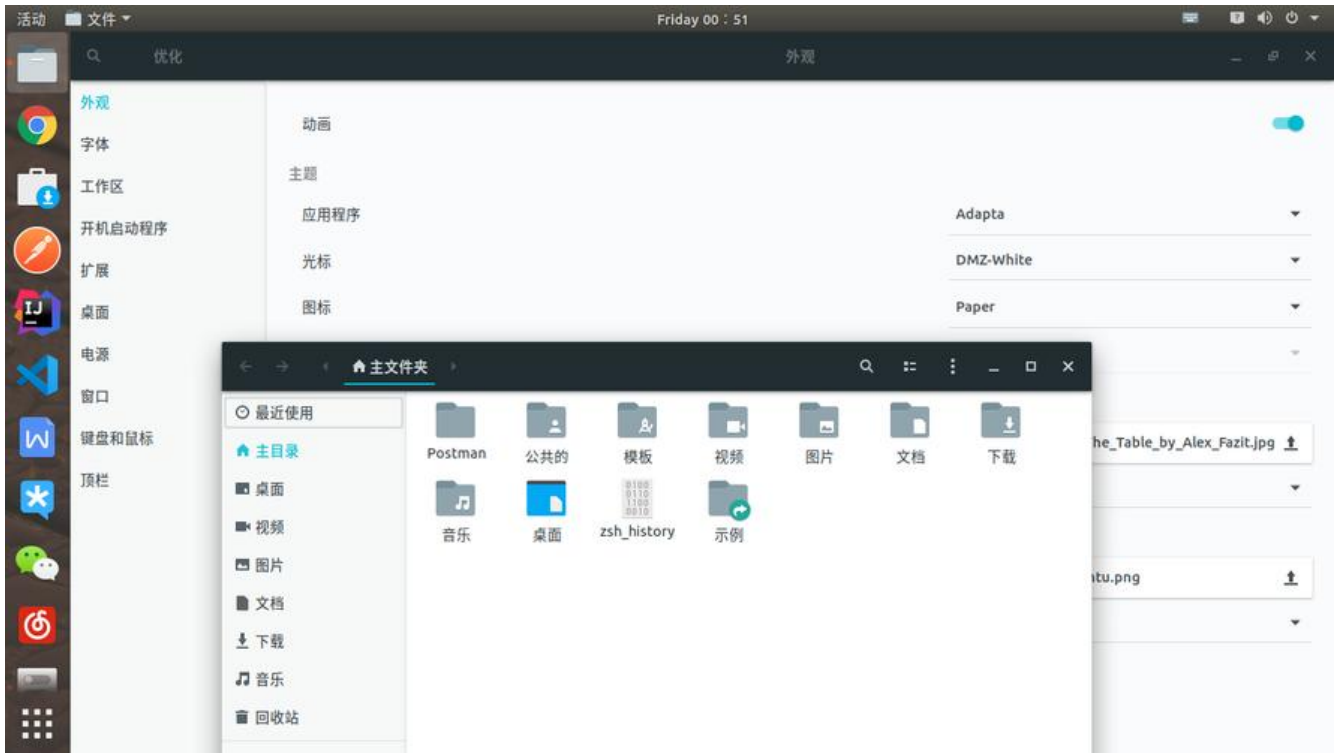 活动 文件 Friday 00：51
优化 外观
外观
字体
工作区
开机启动程序
扩展
桌面
电源
窗口
键盘和鼠标
顶栏
动画
主题
应用程序 Adapta
光标 DMZ-White
图标 Paper
he_Table_by_Alex_Fazit.jpg
ntu.png
主文件夹
最近使用
主目录
桌面
视频
图片
文档
下载
音乐
回收站
Postman 公共的 模板 视频 图片 文档 下载
音乐 桌面 zsh_history 示例
0100
0110
1100
0010
IJ